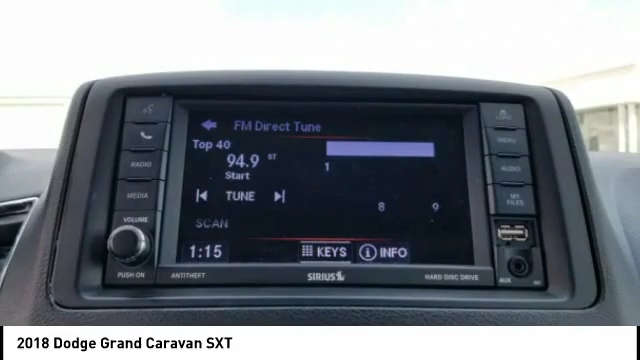 FM Direct Tune
Top 40
94.9 ST
Start
1
TUNE
8 9
SCAN
1:15
KEYS
INFO
RADIO
MEDIA
VOLUME
PUSH ON
ANTITHEFT
SIRIUS
HARD DISC DRIVE
LOAD
MENU
AUDIO
MY
FILES
AUX
2018 Dodge Grand Caravan SXT